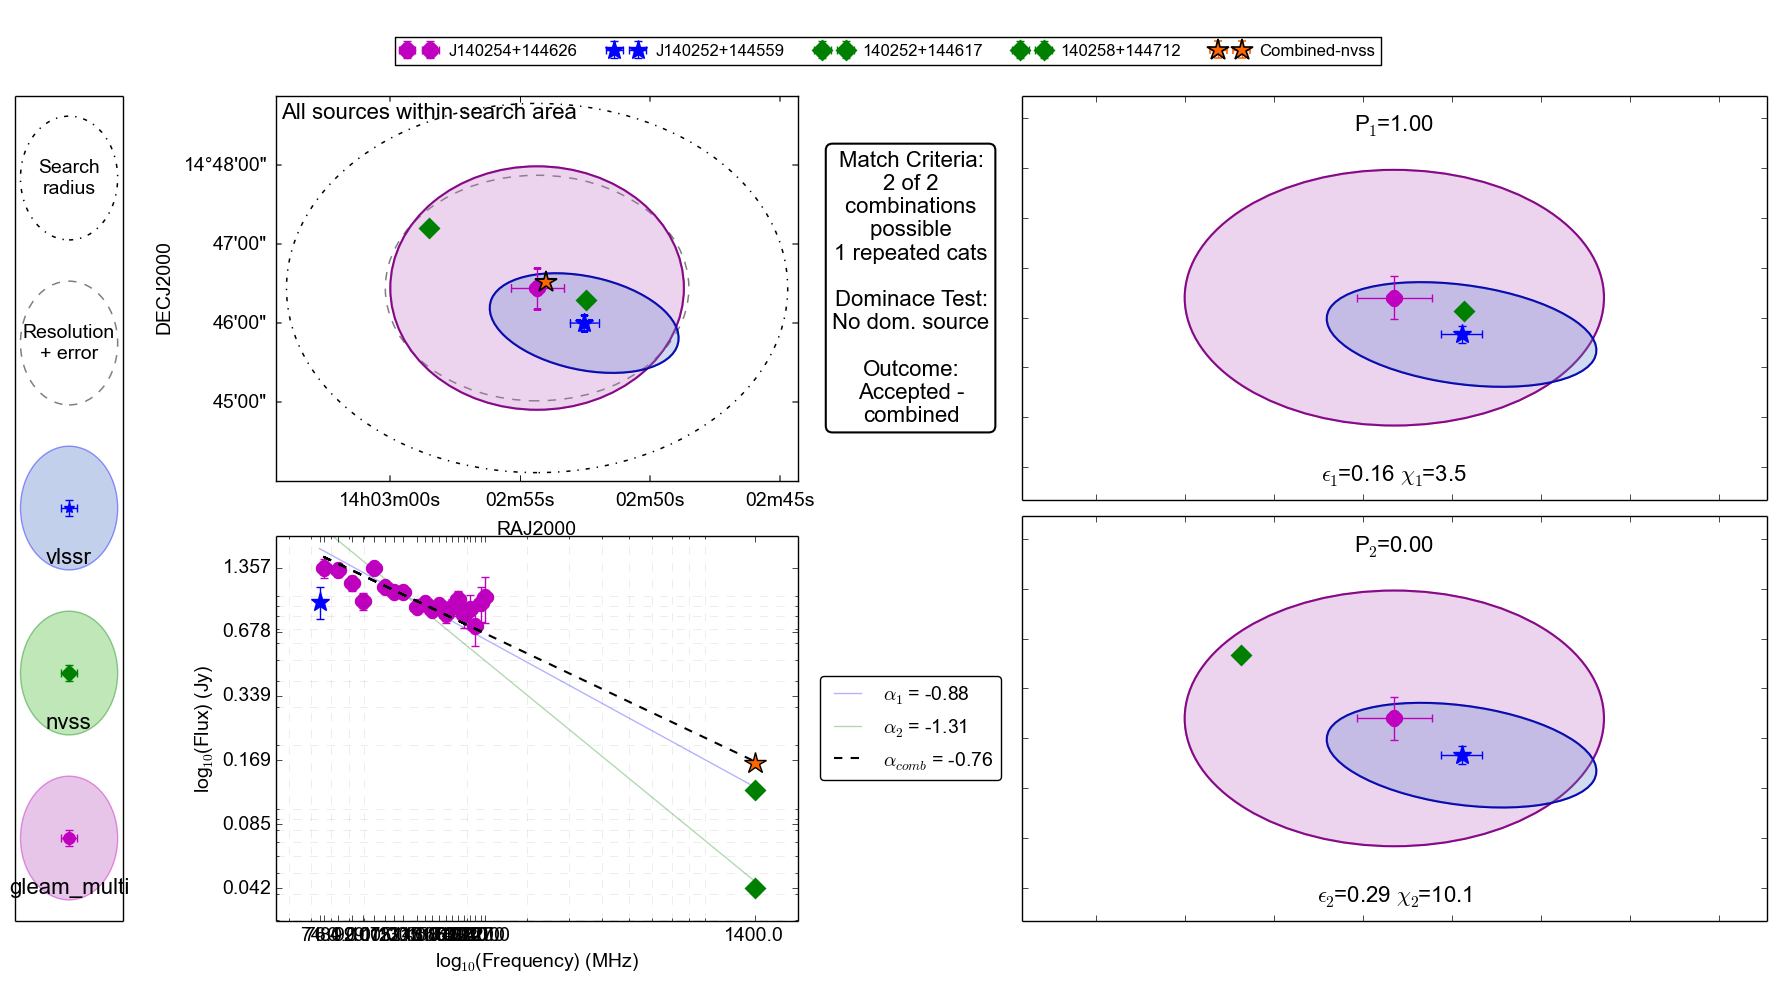 J140254+144626 J140252+144559 140252+144617 140258+144712 Combined-nvss
Search
radius
Resolution
+ error
vlssr
nvss
gleam_multi
All sources within search area
DECJ2000
14°48'00"
47'00"
46'00"
45'00"
14h03m00s 02m55s 02m50s 02m45s
RAJ2000
Match Criteria:
2 of 2
combinations
possible
1 repeated cats
Dominace Test:
No dom. source
Outcome:
Accepted -
combined
P1=1.00
ϵ1=0.16 χ1=3.5
log10(Flux) (Jy)
1.357
0.678
0.339
0.169
0.085
0.042
1400.0
log10(Frequency) (MHz)
α1 = -0.88
α2 = -1.31
αcomb = -0.76
P2=0.00
ϵ2=0.29 χ2=10.1